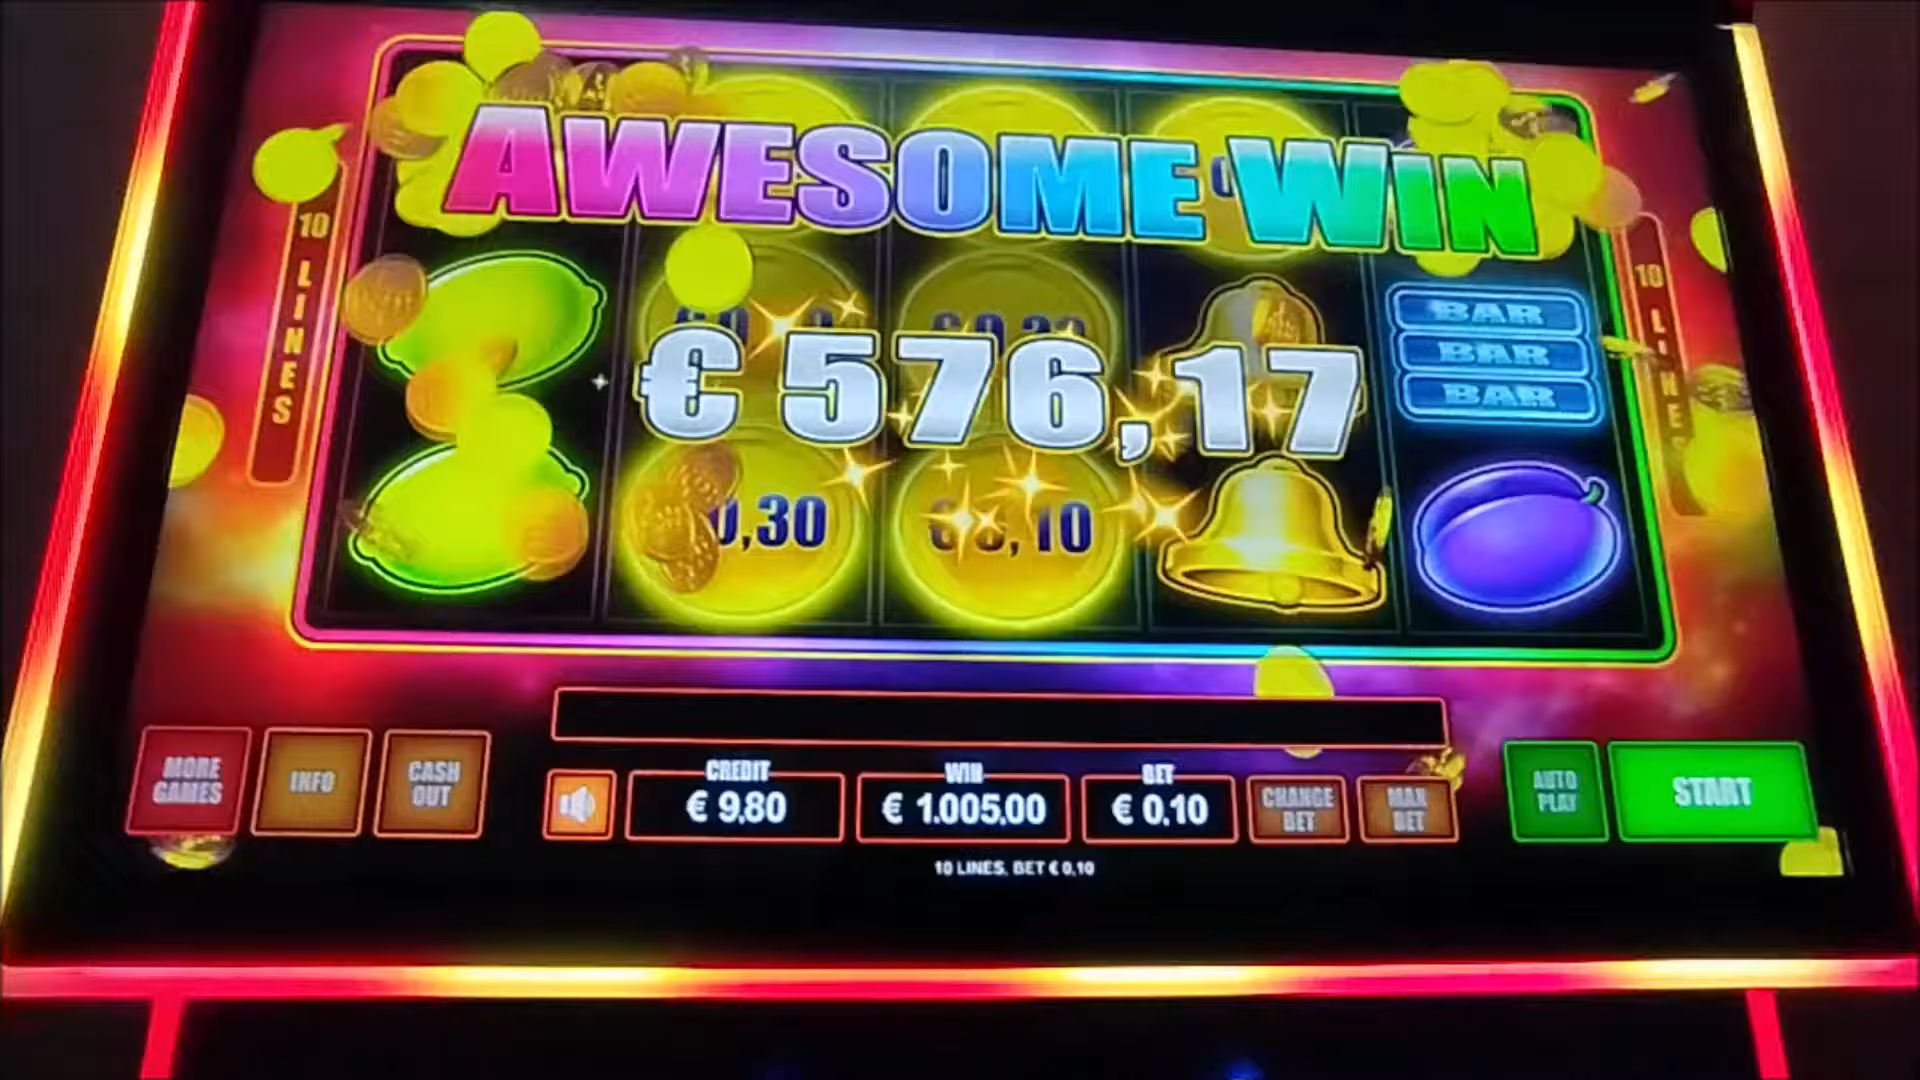 AWESOME WIN
10 LINES
10 LINES
BAR
BAR
BAR
€ 576,17
0,30
,10
MORE GAMES
INFO
CASH OUT
CREDIT
€ 9,80
WIN
€ 1.005,00
BET
€ 0,10
CHANGE BET
MAX BET
AUTO PLAY
START
10 LINES, BET € 0,10